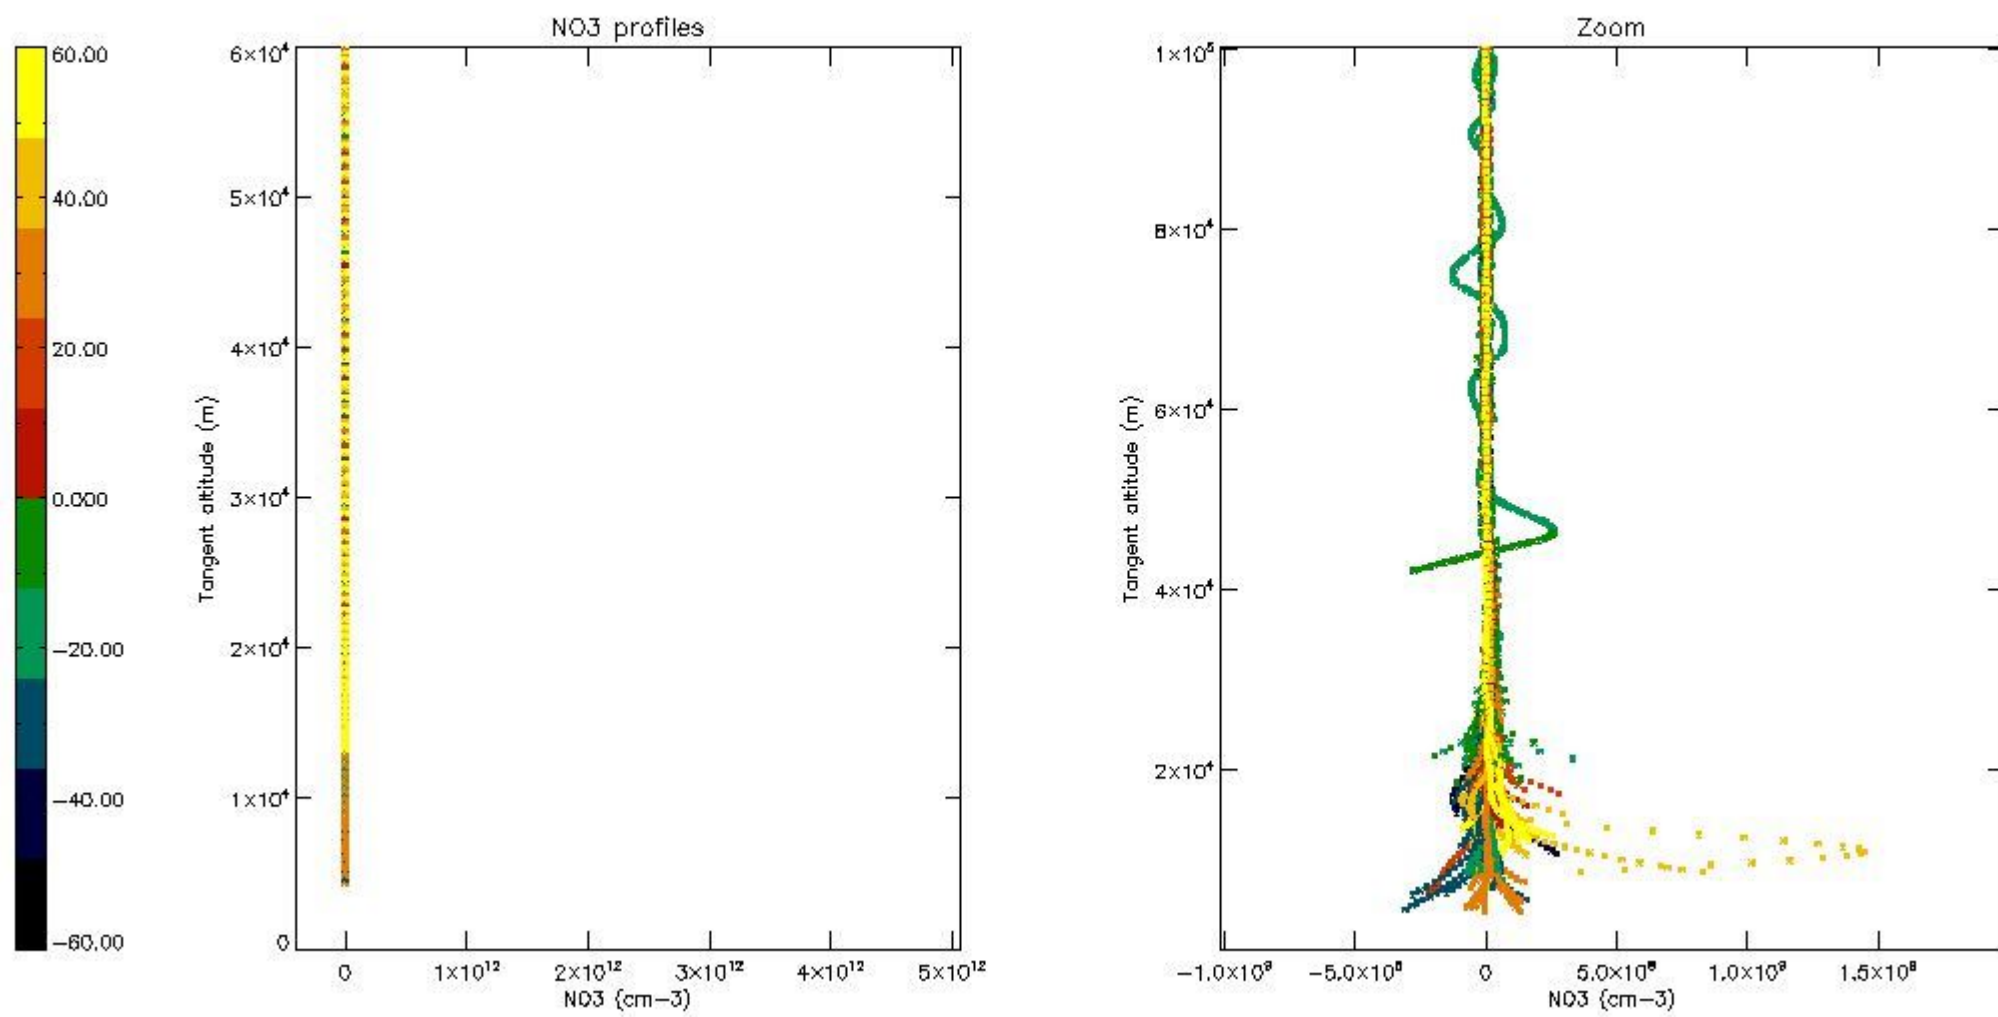 60.00
40.00
20.00
0.000
−20.00
−40.00
−60.00
NO3 profiles
6×10⁴
5×10⁴
4×10⁴
3×10⁴
2×10⁴
1×10⁴
0
Tangent altitude (m)
0 1×10¹² 2×10¹² 3×10¹² 4×10¹² 5×10¹²
NO3 (cm−3)
Zoom
1×10⁵
8×10⁴
6×10⁴
4×10⁴
2×10⁴
Tangent altitude (m)
−1.0×10⁹ −5.0×10⁸ 0 5.0×10⁸ 1.0×10⁹ 1.5×10⁹
NO3 (cm−3)